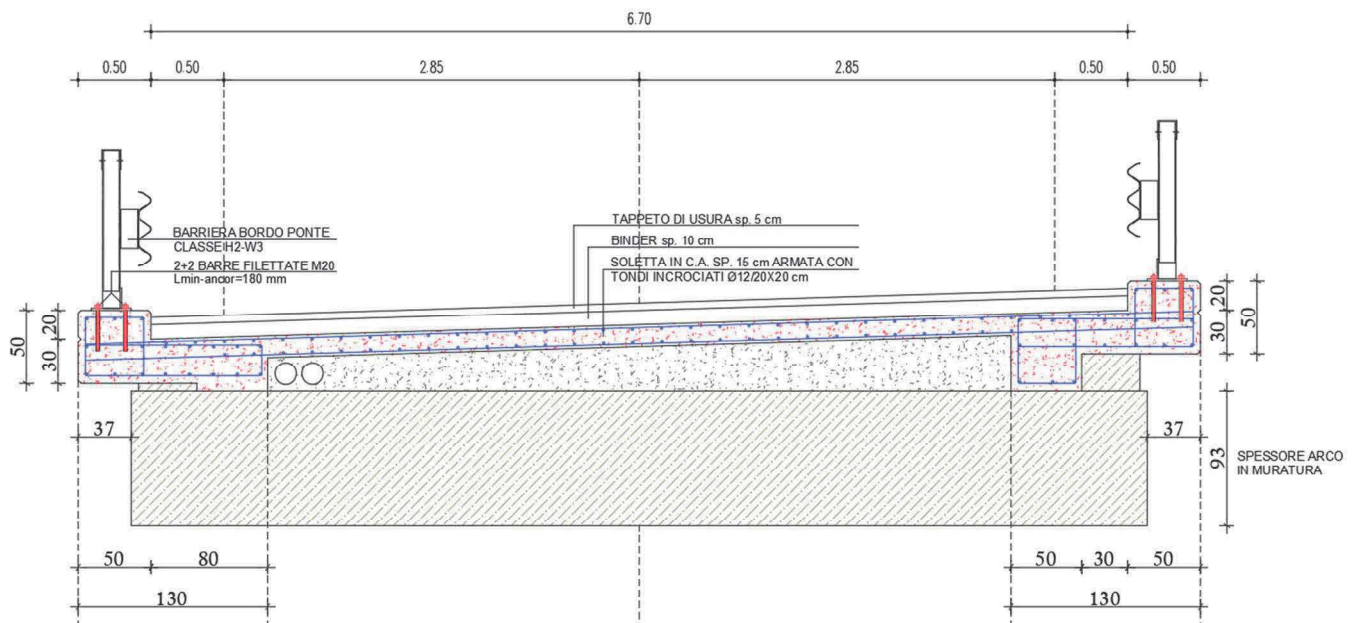 6.70
0.50 0.50 2.85 2.85 0.50 0.50
TAPPETO DI USURA sp. 5 cm
BARRIERA BORDO PONTE
CLASSEIH2-W3
BINDER sp. 10 cm
SOLETTA IN C.A. SP. 15 cm ARMATA CON
TONDI INCROCIATI Ø12/20X20 cm
2+2 BARRE FILETTATE M20
Lmin-ancor=180 mm
50
20
30
20
30
50
37
37
93
SPESSORE ARCO
IN MURATURA
50 80 50 30 50
130 130